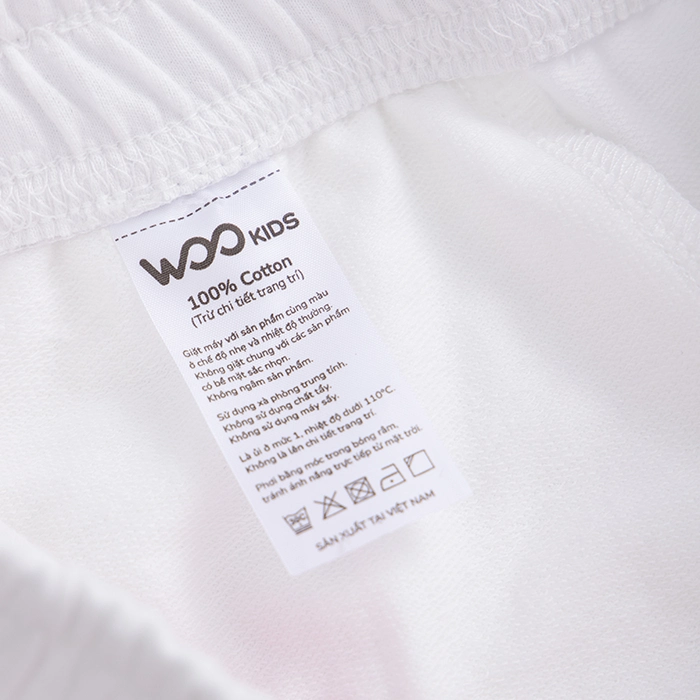 WOO KIDS
100% Cotton
(Trừ chi tiết trang trí)
Giặt máy với sản phẩm cùng màu
ở chế độ nhẹ và nhiệt độ thường.
Không giặt chung với các sản phẩm
có bề mặt sắc nhọn.
Không ngâm sản phẩm.
Sử dụng xà phòng trung tính.
Không sử dụng chất tẩy.
Không sử dụng máy sấy.
Là ủi ở mức 1, nhiệt độ dưới 110°C.
Không là lên chi tiết trang trí.
Phơi bằng móc trong bóng râm,
tránh ánh nắng trực tiếp từ mặt trời.
30C
SẢN XUẤT TẠI VIỆT NAM